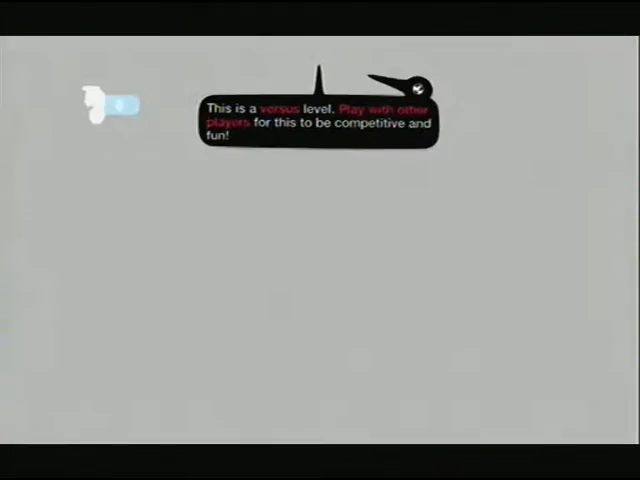 This is a versus level. Play with other
players for this to be competitive and
fun!